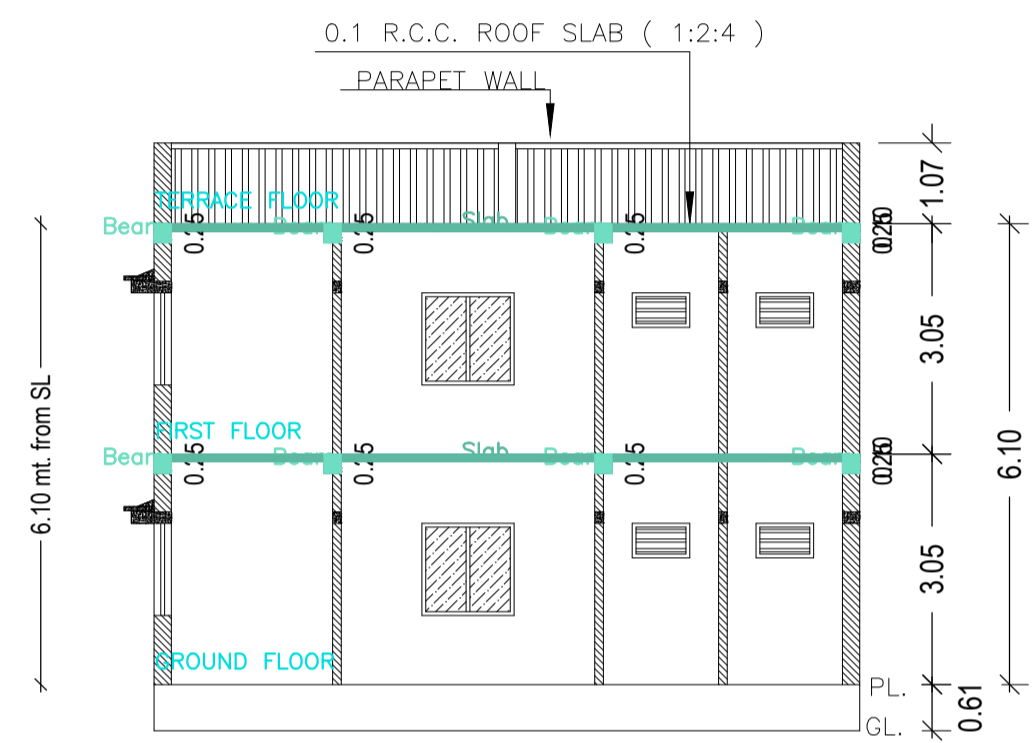 0.1 R.C.C. ROOF SLAB ( 1:2:4 )
PARAPET WALL
1.07
TERRACE FLOOR
Slab
0.25
0.25
0.25
3.05
6.10 mt. from SL
FIRST FLOOR
Slab
0.25
0.25
0.25
6.10
3.05
GROUND FLOOR
PL.
0.61
GL.